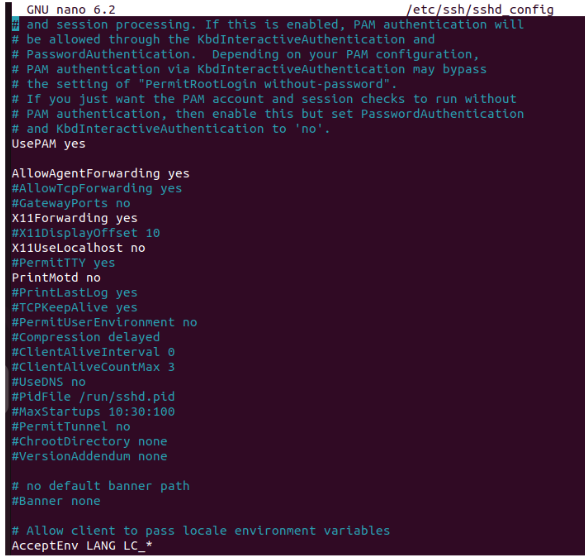 GNU nano 6.2 /etc/ssh/sshd_config
# and session processing. If this is enabled, PAM authentication will
# be allowed through the KbdInteractiveAuthentication and
# PasswordAuthentication.  Depending on your PAM configuration,
# PAM authentication via KbdInteractiveAuthentication may bypass
# the setting of "PermitRootLogin without-password".
# If you just want the PAM account and session checks to run without
# PAM authentication, then enable this but set PasswordAuthentication
# and KbdInteractiveAuthentication to 'no'.
UsePAM yes
AllowAgentForwarding yes
#AllowTcpForwarding yes
#GatewayPorts no
X11Forwarding yes
#X11DisplayOffset 10
X11UseLocalhost no
#PermitTTY yes
PrintMotd no
#PrintLastLog yes
#TCPKeepAlive yes
#PermitUserEnvironment no
#Compression delayed
#ClientAliveInterval 0
#ClientAliveCountMax 3
#UseDNS no
#PidFile /run/sshd.pid
#MaxStartups 10:30:100
#PermitTunnel no
#ChrootDirectory none
#VersionAddendum none
# no default banner path
#Banner none
# Allow client to pass locale environment variables
AcceptEnv LANG LC_*